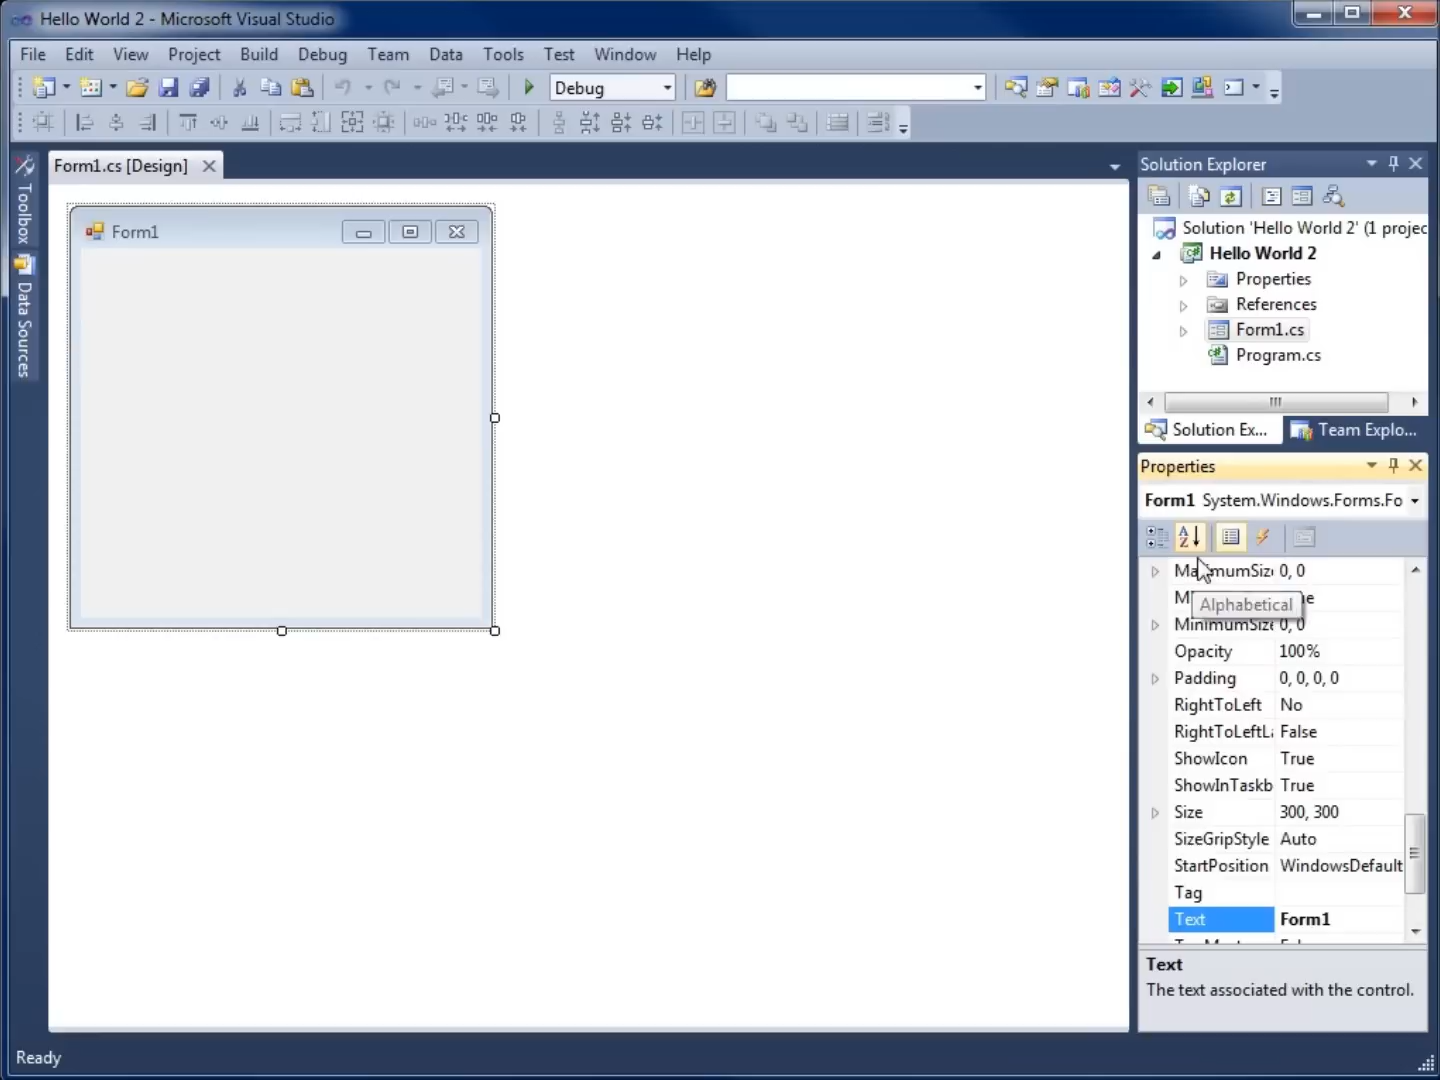 Hello World 2 - Microsoft Visual Studio
File Edit View Project Build Debug Team Data Tools Test Window Help
Debug
Toolbox
Data Sources
Form1.cs [Design]
Form1
Solution Explorer
Solution 'Hello World 2' (1 projec
Hello World 2
Properties
References
Form1.cs
Program.cs
Solution Ex... Team Explo...
Properties
Form1 System.Windows.Forms.Fo
Alphabetical
0, 0
MinimumSize 0, 0
Opacity 100%
Padding 0, 0, 0, 0
RightToLeft No
RightToLeftLa False
ShowIcon True
ShowInTaskb True
Size 300, 300
SizeGripStyle Auto
StartPosition WindowsDefault
Tag
Text Form1
Text
The text associated with the control.
Ready